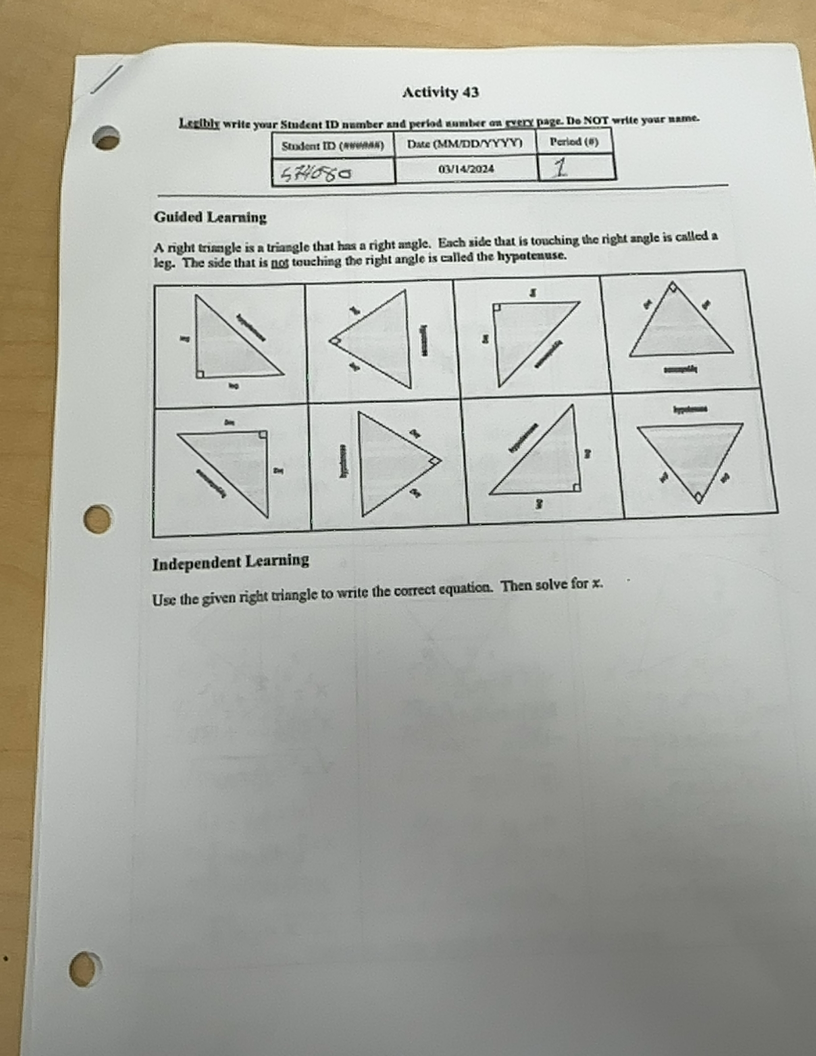 Activity 43
Legibly write your Student ID number and period number on every page. Do NOT write your name.
Student ID (######) Date (MM/DD/YYYY) Period (#)
574080 03/14/2024 1
Guided Learning
A right triangle is a triangle that has a right angle. Each side that is touching the right angle is called a
leg. The side that is not touching the right angle is called the hypotenuse.
hypotenuse
leg
leg
leg
hypotenuse
leg
leg
leg
hypotenuse
leg
leg
hypotenuse
leg
leg
hypotenuse
leg
hypotenuse
leg
leg
hypotenuse
leg
leg
hypotenuse
leg
leg
Independent Learning
Use the given right triangle to write the correct equation. Then solve for x.